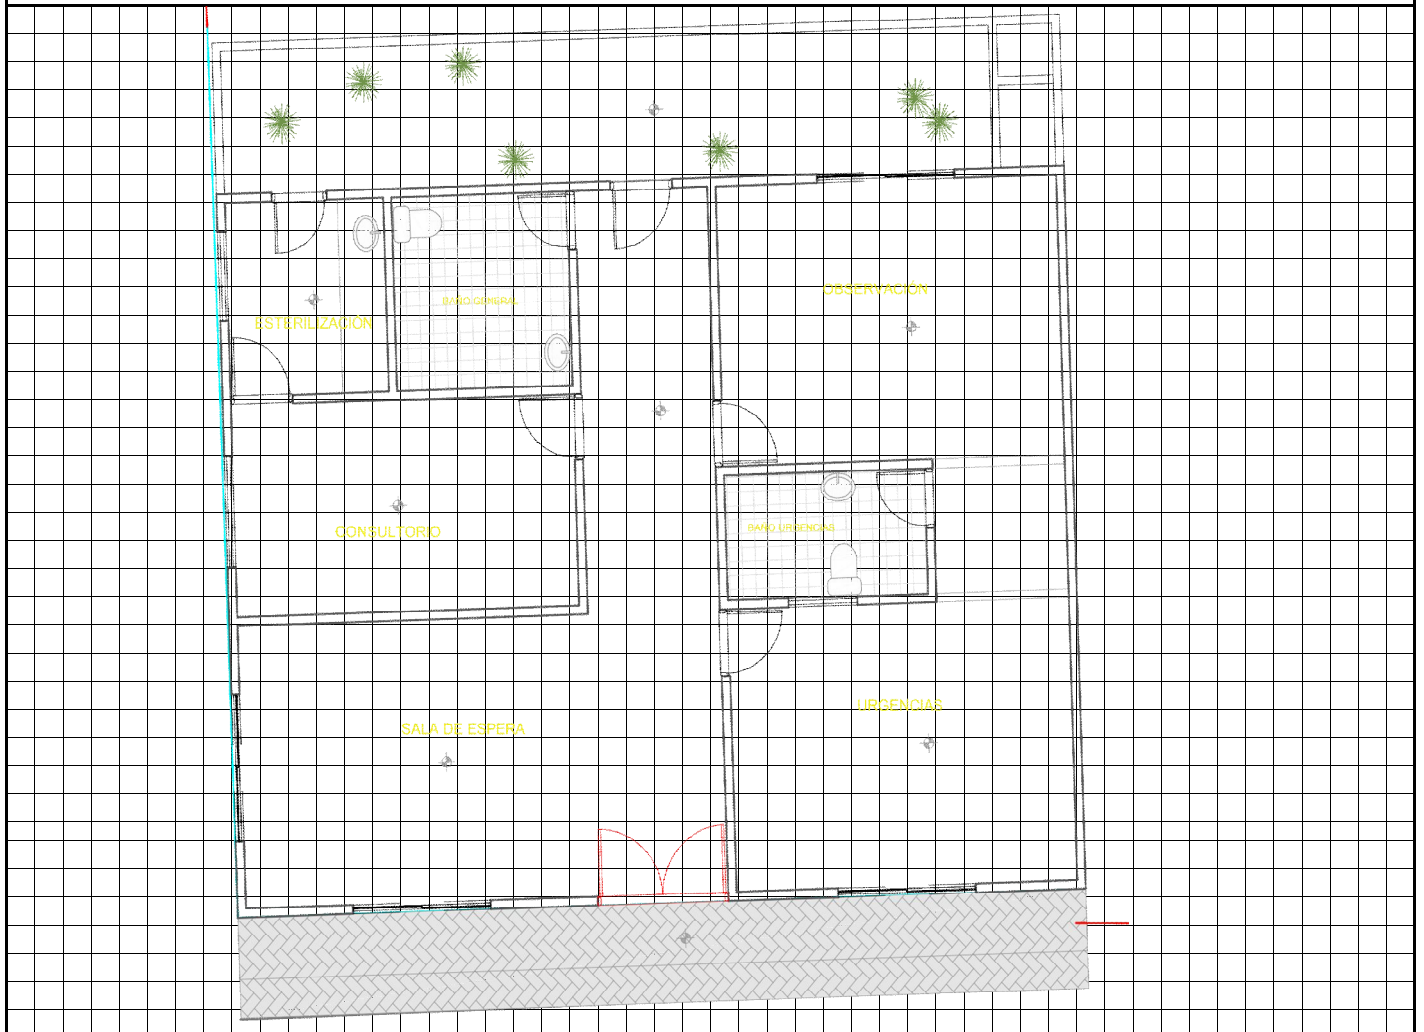 OBSERVACIÓN
BAÑO GENERAL
ESTERILIZACIÓN
CONSULTORIO
BAÑO URGENCIAS
URGENCIAS
SALA DE ESPERA